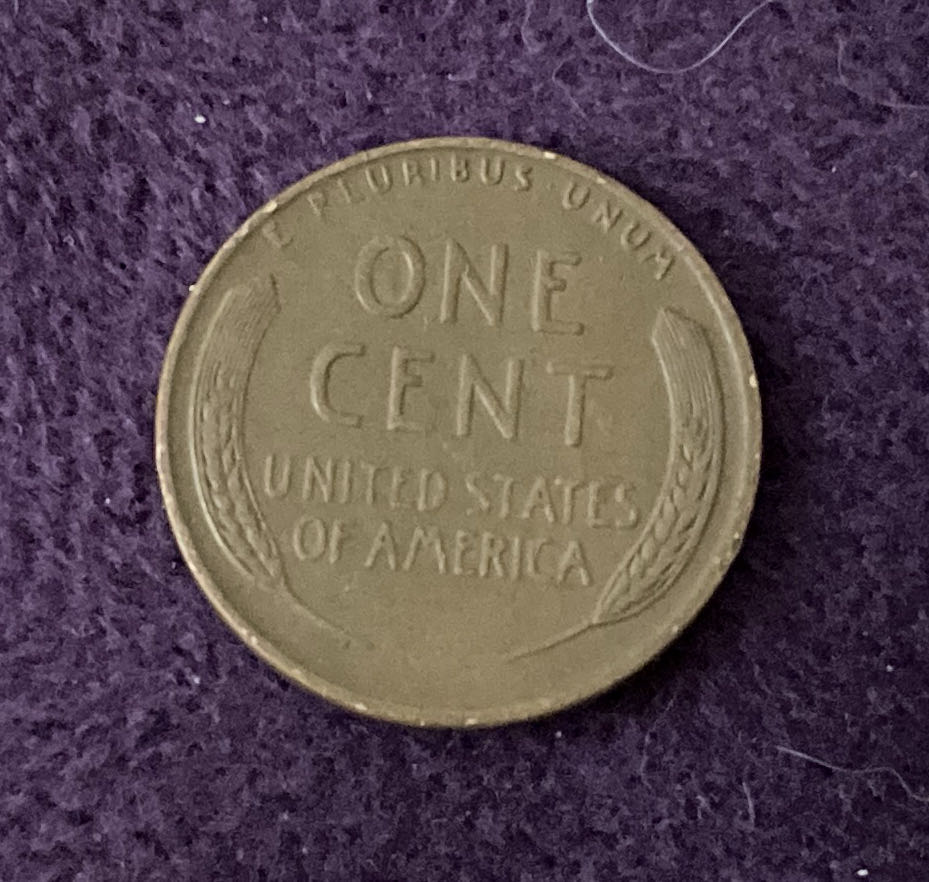 E PLURIBUS · UNUM
ONE
CENT
UNITED STATES
OF AMERICA